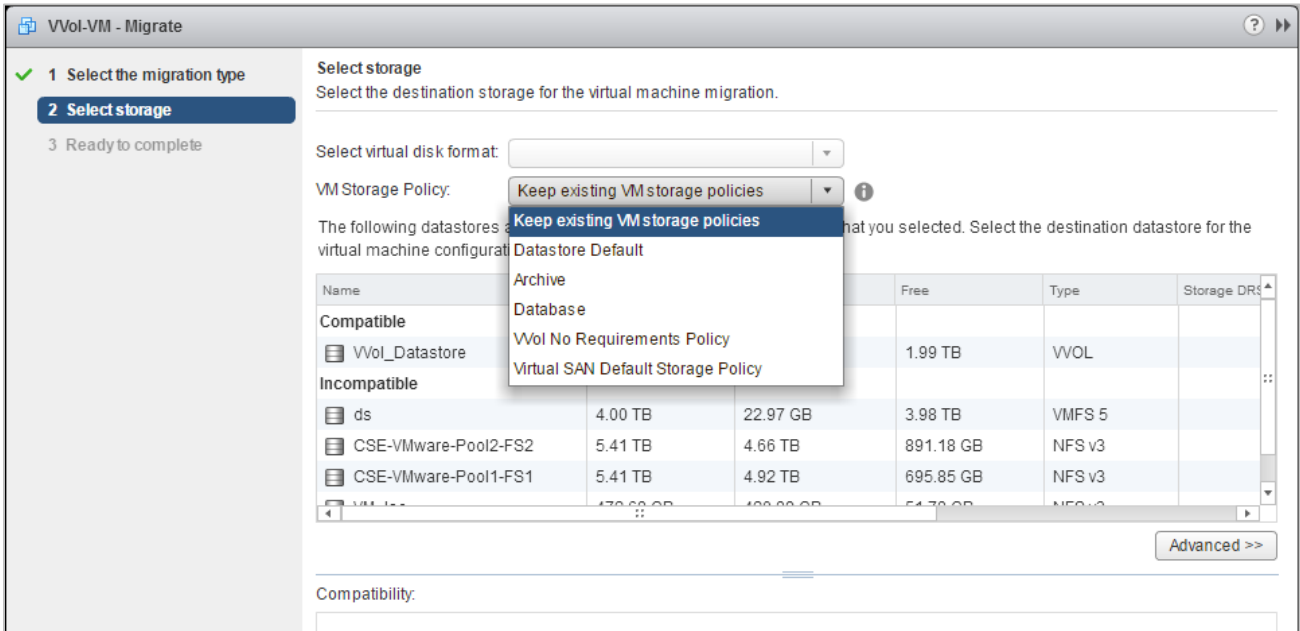 VVol-VM - Migrate
1 Select the migration type
2 Select storage
3 Ready to complete
Select storage
Select the destination storage for the virtual machine migration.
Select virtual disk format:
VM Storage Policy: Keep existing VM storage policies
Keep existing VM storage policies
Datastore Default
Archive
Database
VVol No Requirements Policy
Virtual SAN Default Storage Policy
The following datastores a hat you selected. Select the destination datastore for the
virtual machine configurati
Name Free Type Storage DRS
Compatible
VVol_Datastore 1.99 TB VVOL
Incompatible
ds 4.00 TB 22.97 GB 3.98 TB VMFS 5
CSE-VMware-Pool2-FS2 5.41 TB 4.66 TB 891.18 GB NFS v3
CSE-VMware-Pool1-FS1 5.41 TB 4.92 TB 695.85 GB NFS v3
Advanced >>
Compatibility: